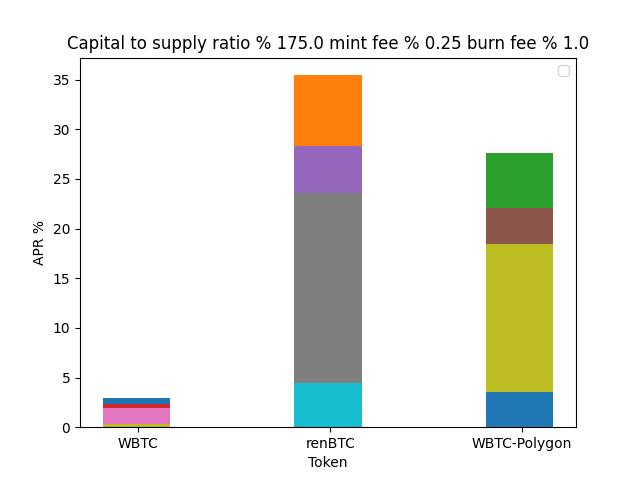 Capital to supply ratio % 175.0 mint fee % 0.25 burn fee % 1.0
35
30
25
20
15
10
5
0
APR %
WBTC renBTC WBTC-Polygon
Token